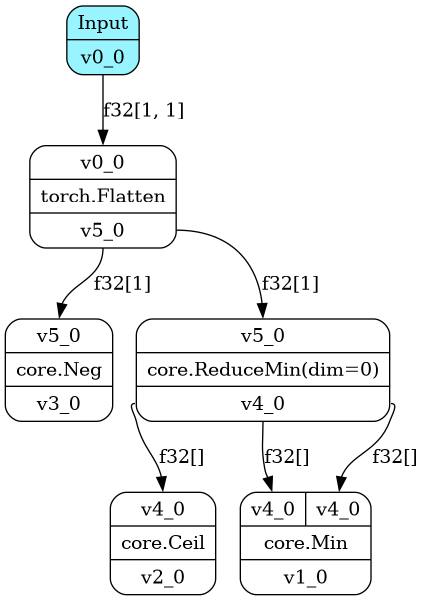 Input
v0_0
f32[1, 1]
v0_0
torch.Flatten
v5_0
f32[1]
f32[1]
v5_0
core.Neg
v3_0
v5_0
core.ReduceMin(dim=0)
v4_0
f32[]
f32[]
f32[]
v4_0
core.Ceil
v2_0
v4_0
v4_0
core.Min
v1_0